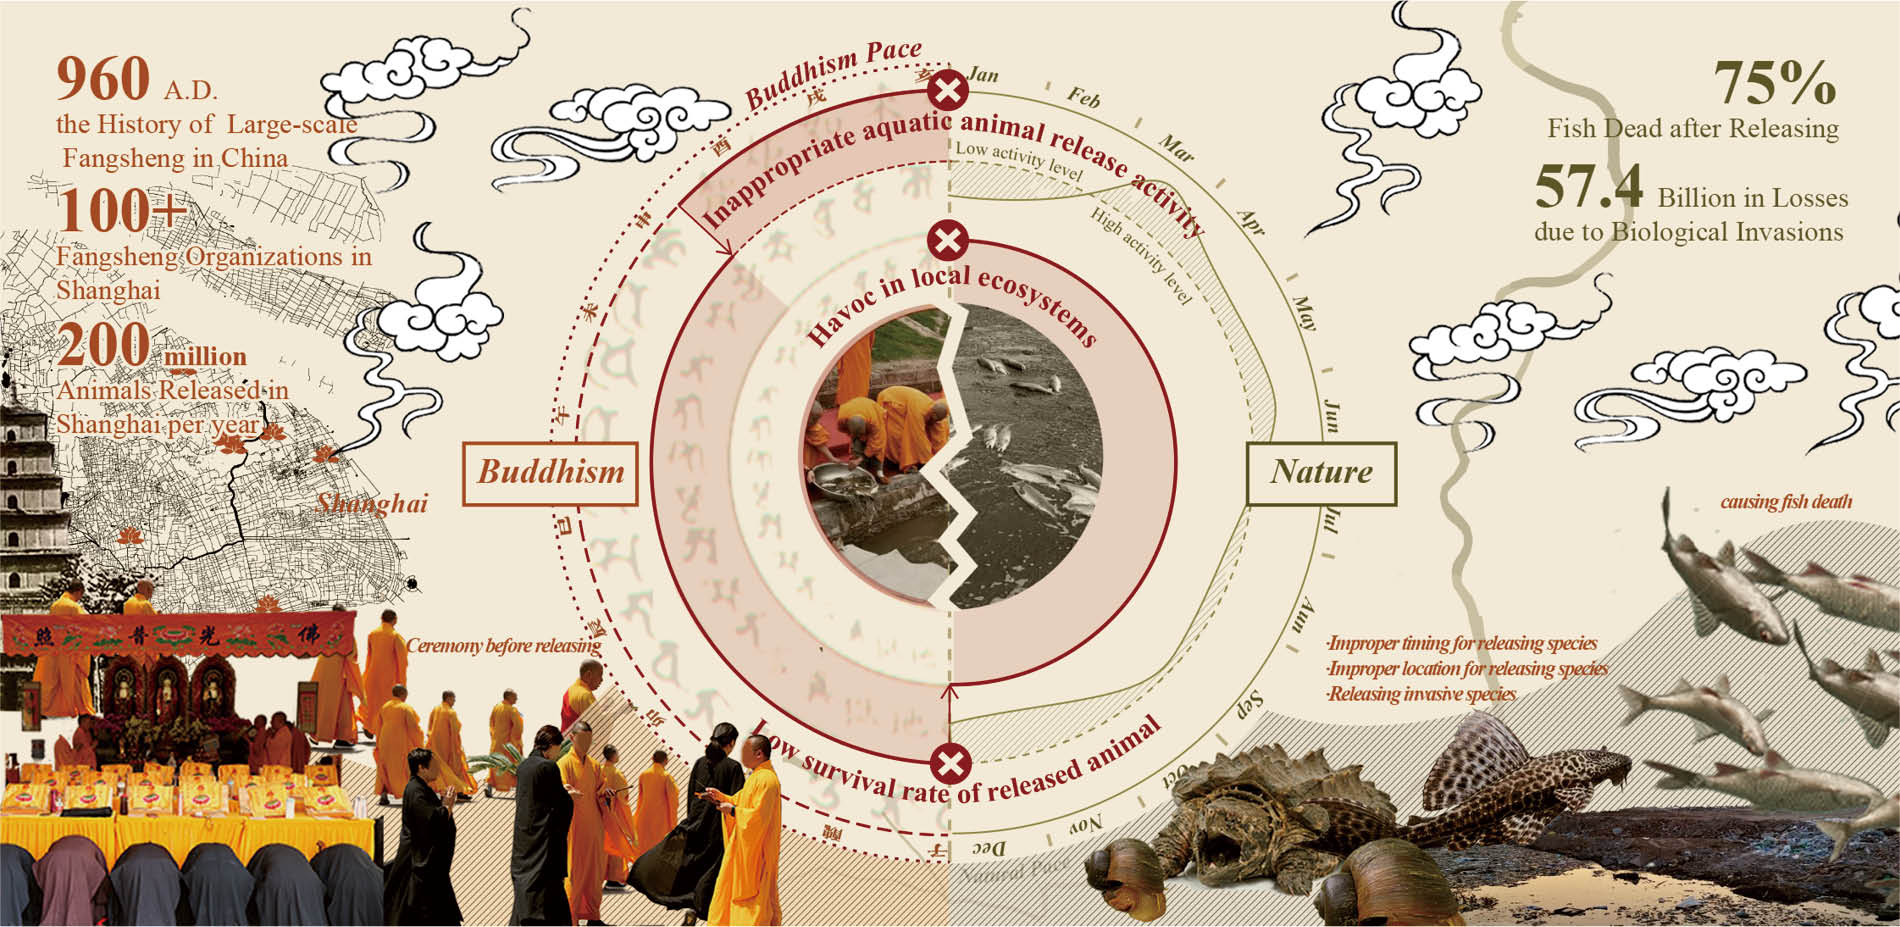 960 A.D.
the History of Large-scale
Fangsheng in China
100+
Fangsheng Organizations in
Shanghai
200 million
Animals Released in
Shanghai per year
Shanghai
Buddhism Pace
亥
戌
酉
申
未
午
巳
辰
卯
子
Jan
Feb
Mar
Apr
May
Jun
Jul
Aun
Sep
Oct
Nov
Dec
Natural Pace
Inappropriate aquatic animal release activity
Low activity level
High activity level
Havoc in local ecosystems
Low survival rate of released animal
Buddhism
Nature
75%
Fish Dead after Releasing
57.4 Billion in Losses
due to Biological Invasions
causing fish death
·Improper timing for releasing species
·Improper location for releasing species
·Releasing invasive species
Ceremony before releasing
照 普 光 佛